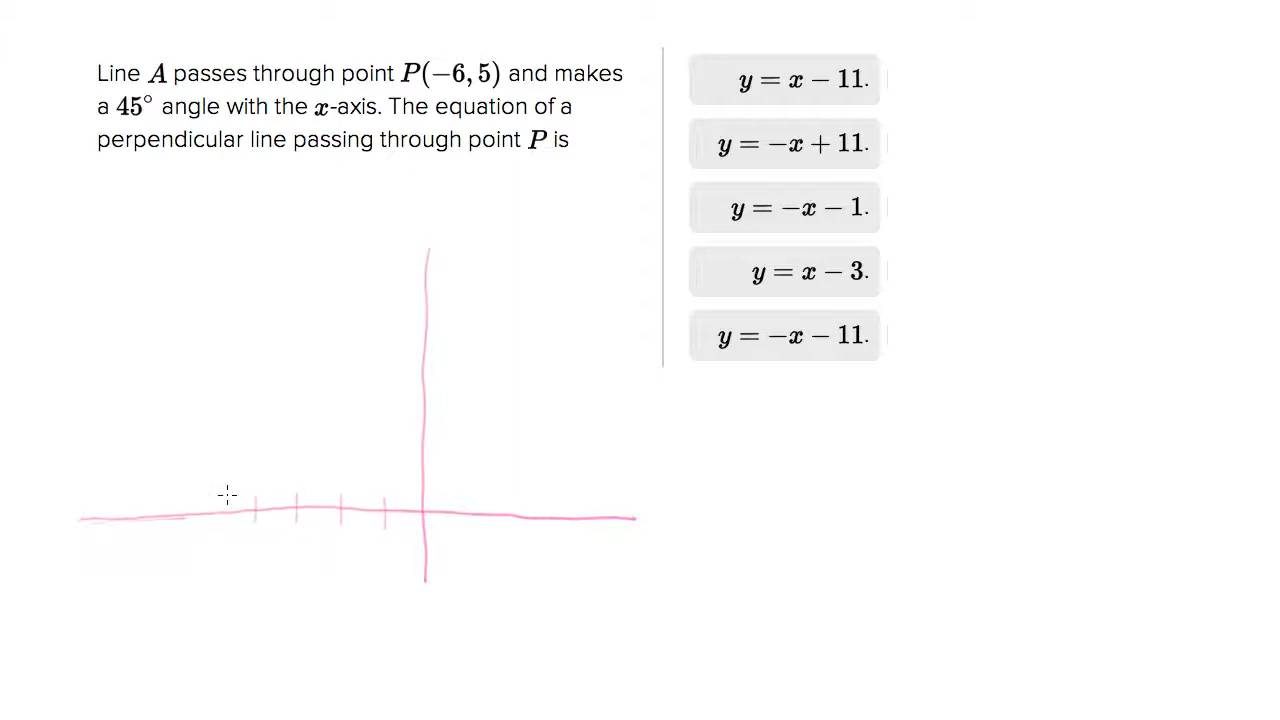 Line A passes through point P(−6, 5) and makes
a 45° angle with the x-axis. The equation of a
perpendicular line passing through point P is
y = x − 11.
y = −x + 11.
y = −x − 1.
y = x − 3.
y = −x − 11.